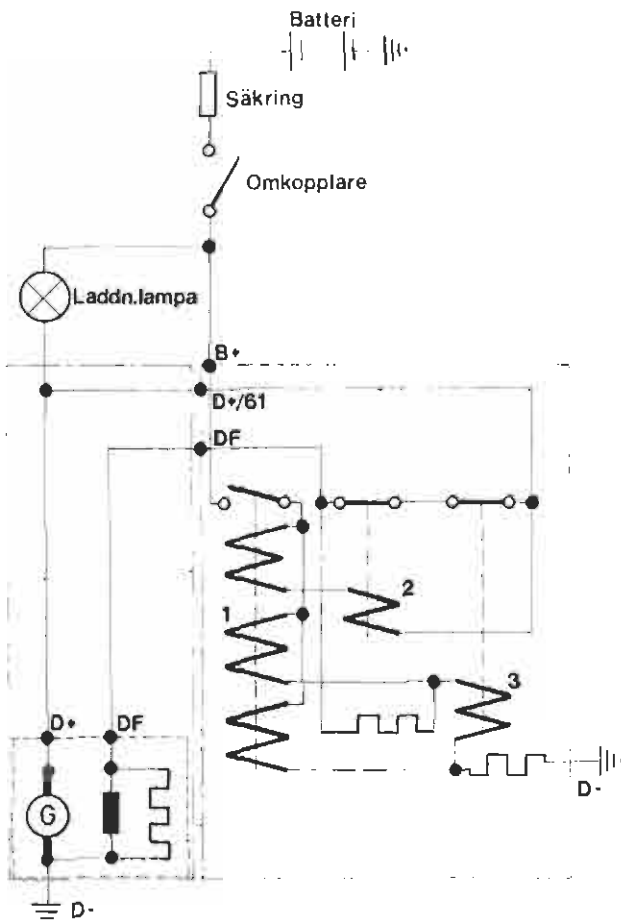 Batteri
Säkring
Omkopplare
Laddn.lampa
B+
D+/61
DF
2
1
3
D+
DF
D-
G
D-